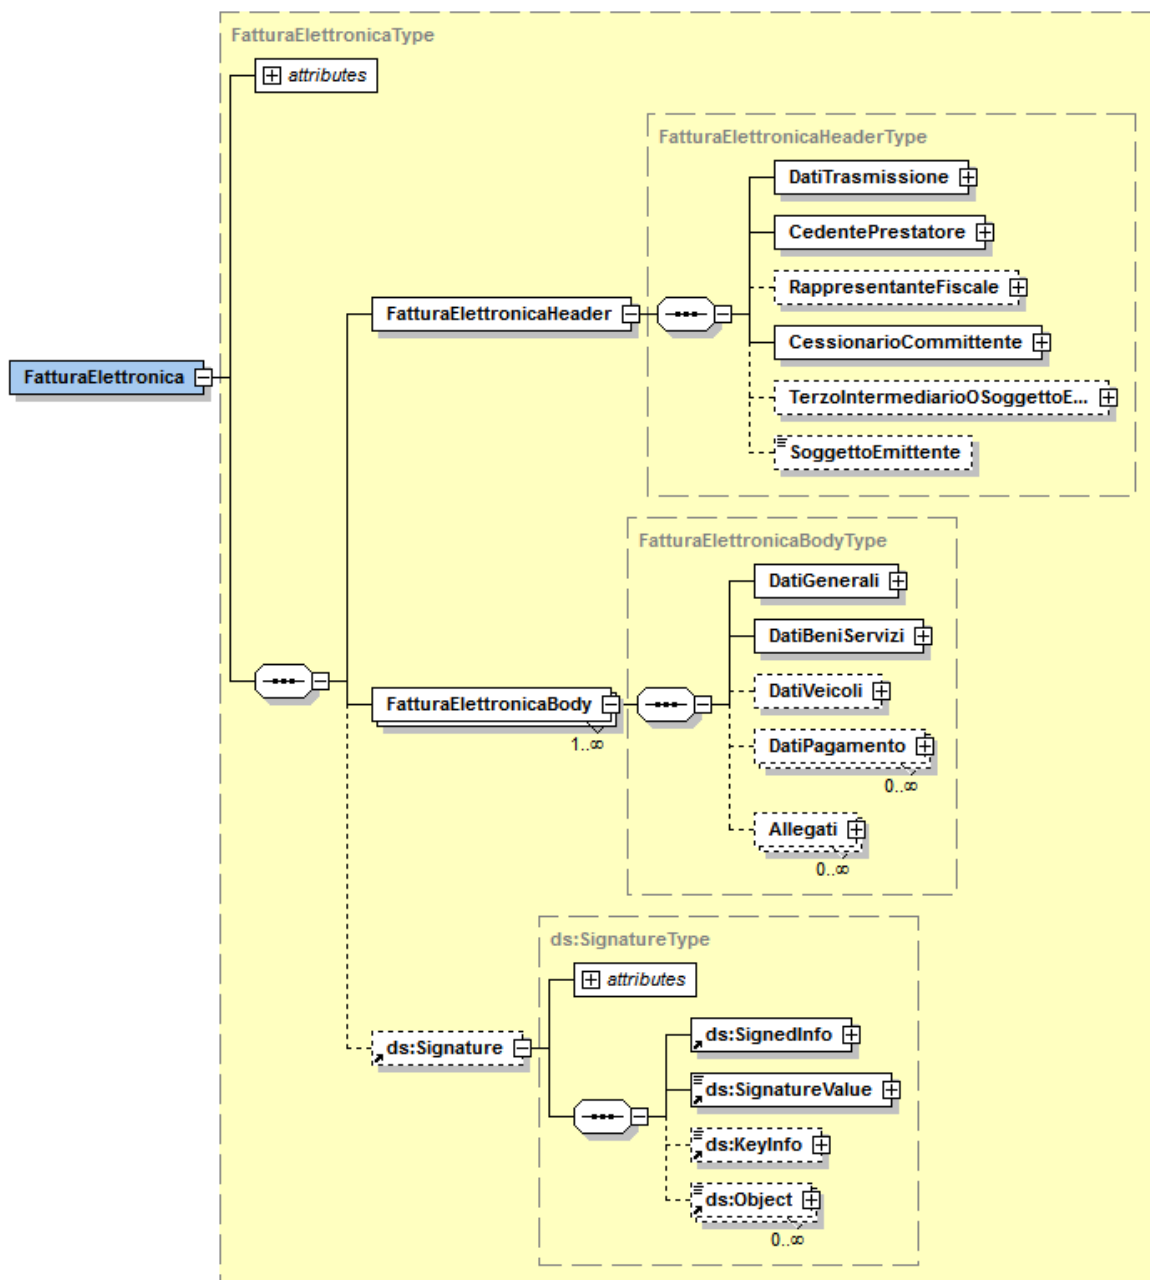 FatturaElettronicaType
attributes
FatturaElettronicaHeaderType
DatiTrasmissione
CedentePrestatore
RappresentanteFiscale
FatturaElettronicaHeader
CessionarioCommittente
FatturaElettronica
TerzoIntermediarioOSoggettoE...
SoggettoEmittente
FatturaElettronicaBodyType
DatiGenerali
DatiBeniServizi
DatiVeicoli
FatturaElettronicaBody
1..∞
DatiPagamento
0..∞
Allegati
0..∞
ds:SignatureType
attributes
ds:SignedInfo
ds:Signature
ds:SignatureValue
ds:KeyInfo
ds:Object
0..∞